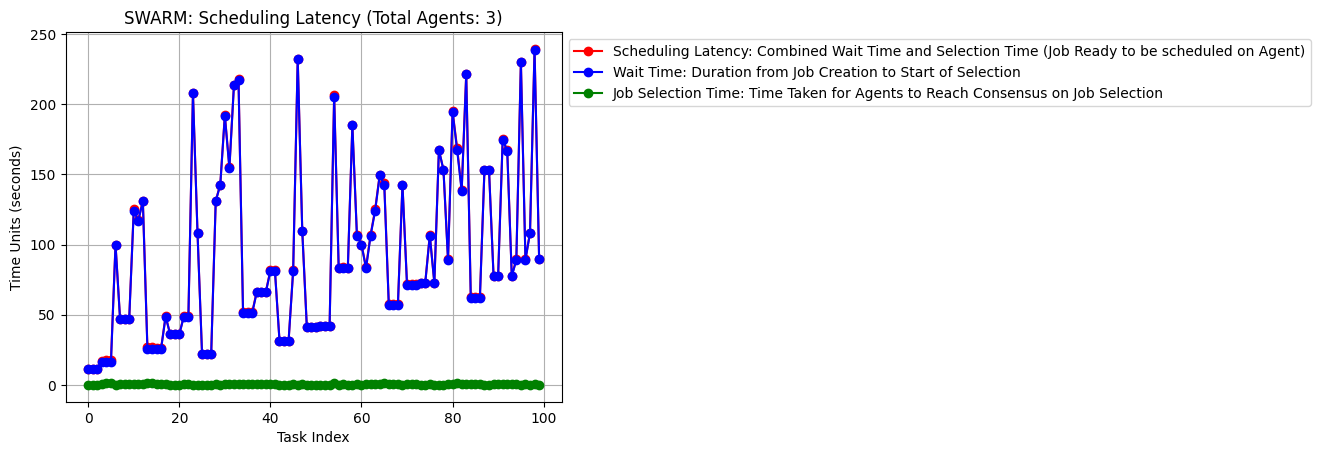 SWARM: Scheduling Latency (Total Agents: 3)
Scheduling Latency: Combined Wait Time and Selection Time (Job Ready to be scheduled on Agent)
Wait Time: Duration from Job Creation to Start of Selection
Job Selection Time: Time Taken for Agents to Reach Consensus on Job Selection
Time Units (seconds)
250
200
150
100
50
0
0 20 40 60 80 100
Task Index